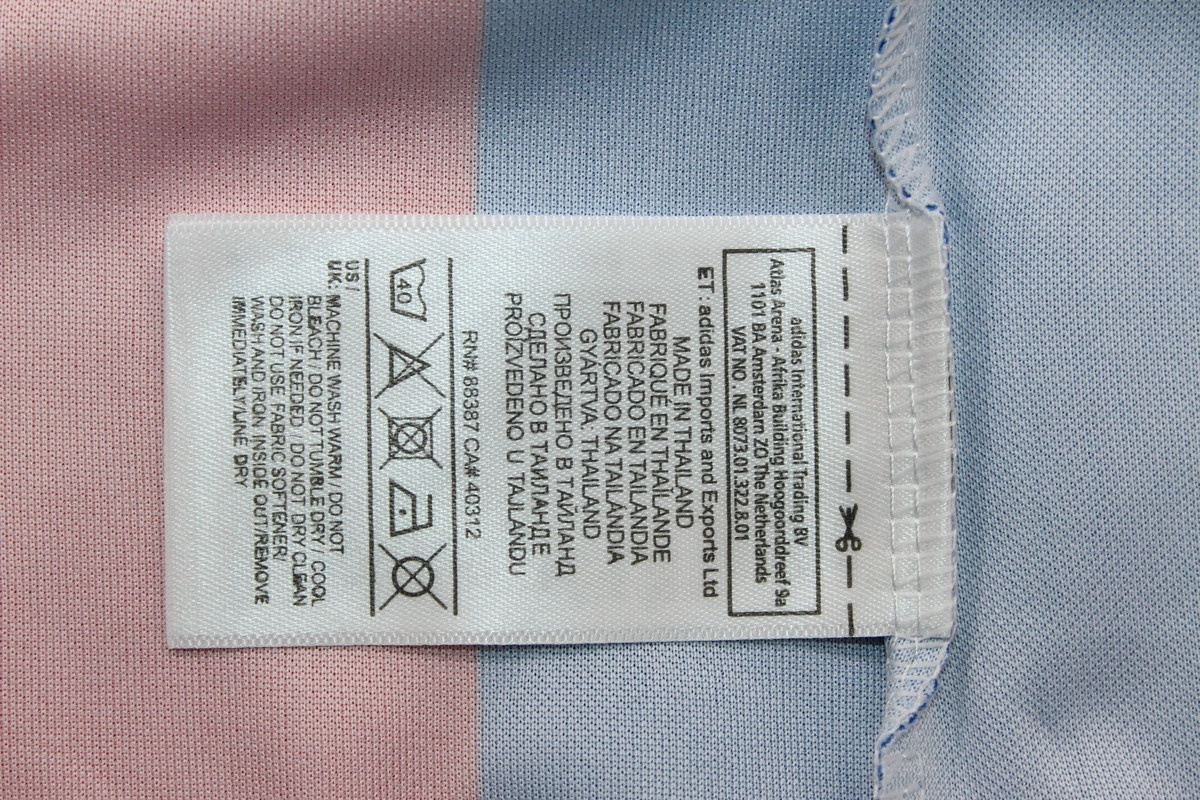 adidas International Trading BV
Atlas Arena - Afrika Building Hoogoorddreef 9a
1101 BA Amsterdam ZO The Netherlands
VAT NO. NL 8073.01.322.B.01
ET : adidas Imports and Exports Ltd
MADE IN THAILAND
FABRIQUE EN THAÏLANDE
FABRICADO EN TAILANDIA
FABRICADO NA TAILANDIA
GYÁRTVA: THAILAND
ПРОИЗВЕДЕНО В ТАЙЛАНД
СДЕЛАНО В ТАИЛАНДЕ
PROIZVEDENO U TAJLANDU
RN# 88387 CA# 40312
40
US /
UK: MACHINE WASH WARM / DO NOT
BLEACH / DO NOT TUMBLE DRY / COOL
IRON IF NEEDED / DO NOT DRY CLEAN
DO NOT USE FABRIC SOFTENER/
WASH AND IRON INSIDE OUT/REMOVE
IMMEDIATELY/LINE DRY